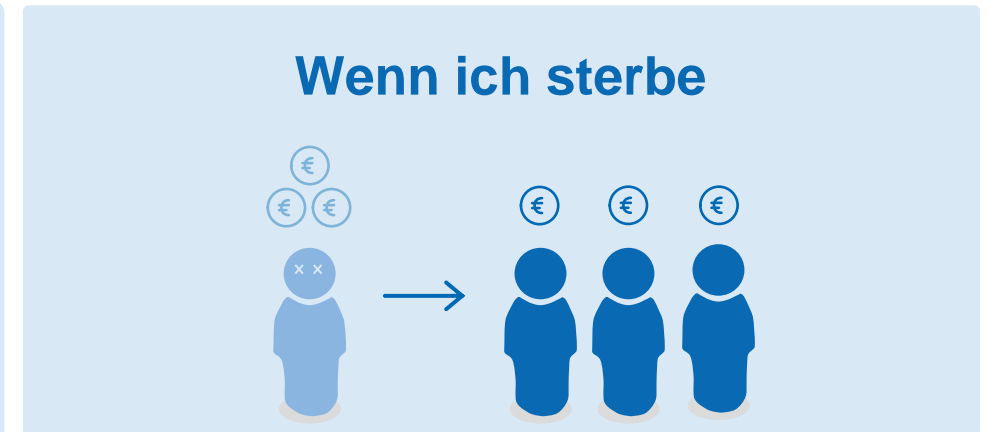 Wenn ich sterbe
€
€ €
€ € €
x x